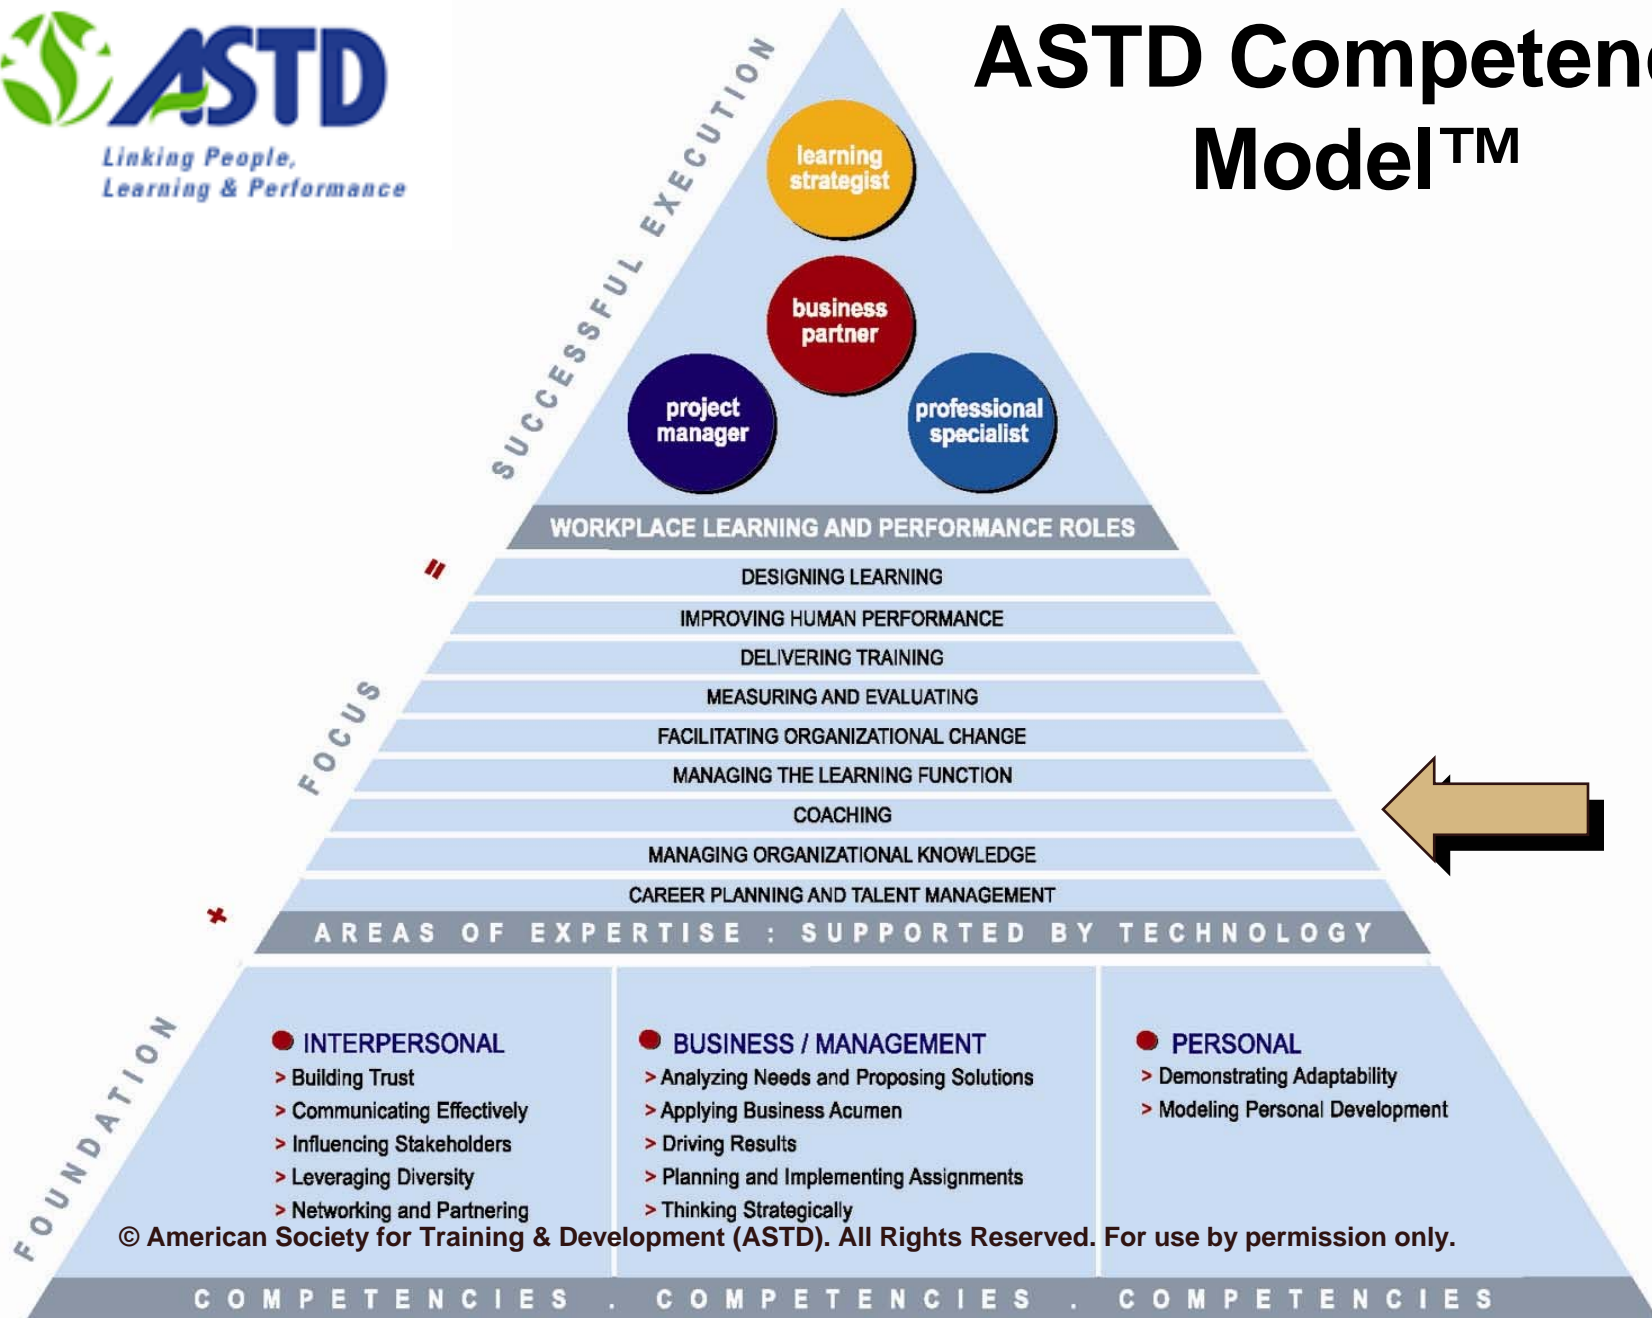 ASTD
Linking People,
Learning & Performance
ASTD Competenc
Model™
SUCCESSFUL EXECUTION
learning
strategist
business
partner
project
manager
professional
specialist
WORKPLACE LEARNING AND PERFORMANCE ROLES
=
FOCUS
DESIGNING LEARNING
IMPROVING HUMAN PERFORMANCE
DELIVERING TRAINING
MEASURING AND EVALUATING
FACILITATING ORGANIZATIONAL CHANGE
MANAGING THE LEARNING FUNCTION
COACHING
MANAGING ORGANIZATIONAL KNOWLEDGE
CAREER PLANNING AND TALENT MANAGEMENT
+
AREAS OF EXPERTISE : SUPPORTED BY TECHNOLOGY
FOUNDATION
INTERPERSONAL
> Building Trust
> Communicating Effectively
> Influencing Stakeholders
> Leveraging Diversity
> Networking and Partnering
BUSINESS / MANAGEMENT
> Analyzing Needs and Proposing Solutions
> Applying Business Acumen
> Driving Results
> Planning and Implementing Assignments
> Thinking Strategically
PERSONAL
> Demonstrating Adaptability
> Modeling Personal Development
© American Society for Training & Development (ASTD). All Rights Reserved. For use by permission only.
COMPETENCIES . COMPETENCIES . COMPETENCIES